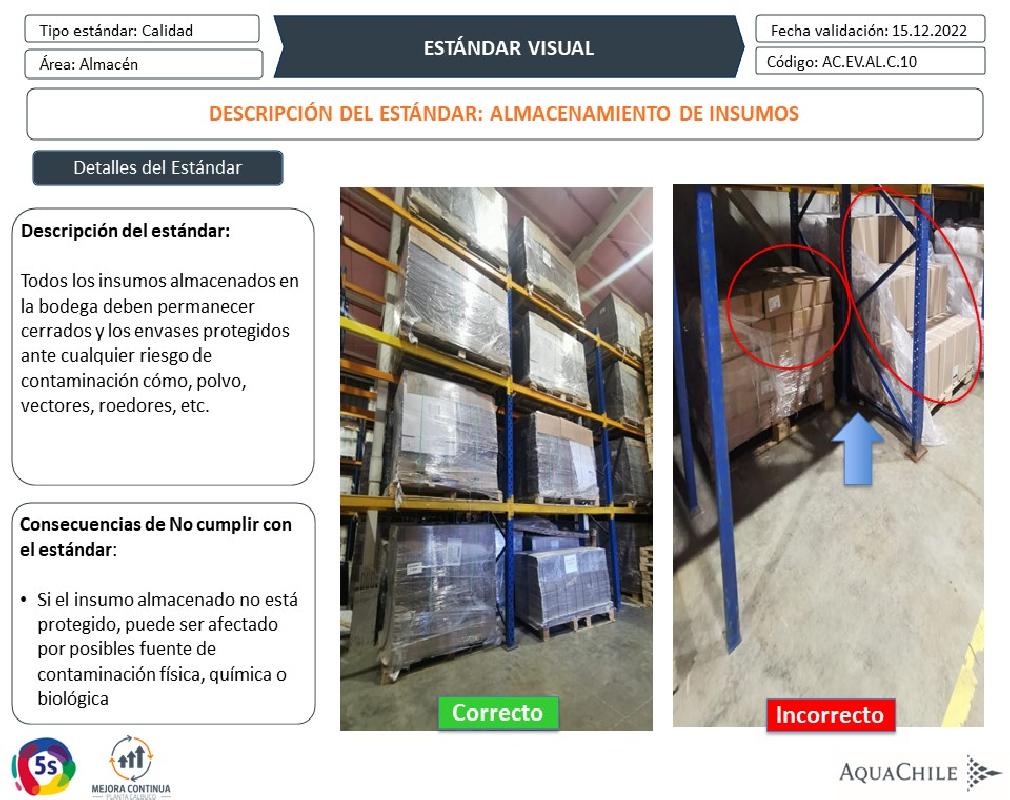 Tipo estándar: Calidad
Área: Almacén
ESTÁNDAR VISUAL
Fecha validación: 15.12.2022
Código: AC.EV.AL.C.10
DESCRIPCIÓN DEL ESTÁNDAR: ALMACENAMIENTO DE INSUMOS
Detalles del Estándar
Descripción del estándar:
Todos los insumos almacenados en
la bodega deben permanecer
cerrados y los envases protegidos
ante cualquier riesgo de
contaminación cómo, polvo,
vectores, roedores, etc.
Consecuencias de No cumplir con
el estándar:
• Si el insumo almacenado no está
protegido, puede ser afectado
por posibles fuente de
contaminación física, química o
biológica
Correcto
Incorrecto
5s
MEJORA CONTINUA
PLANTA CALBUCO
AQUACHILE